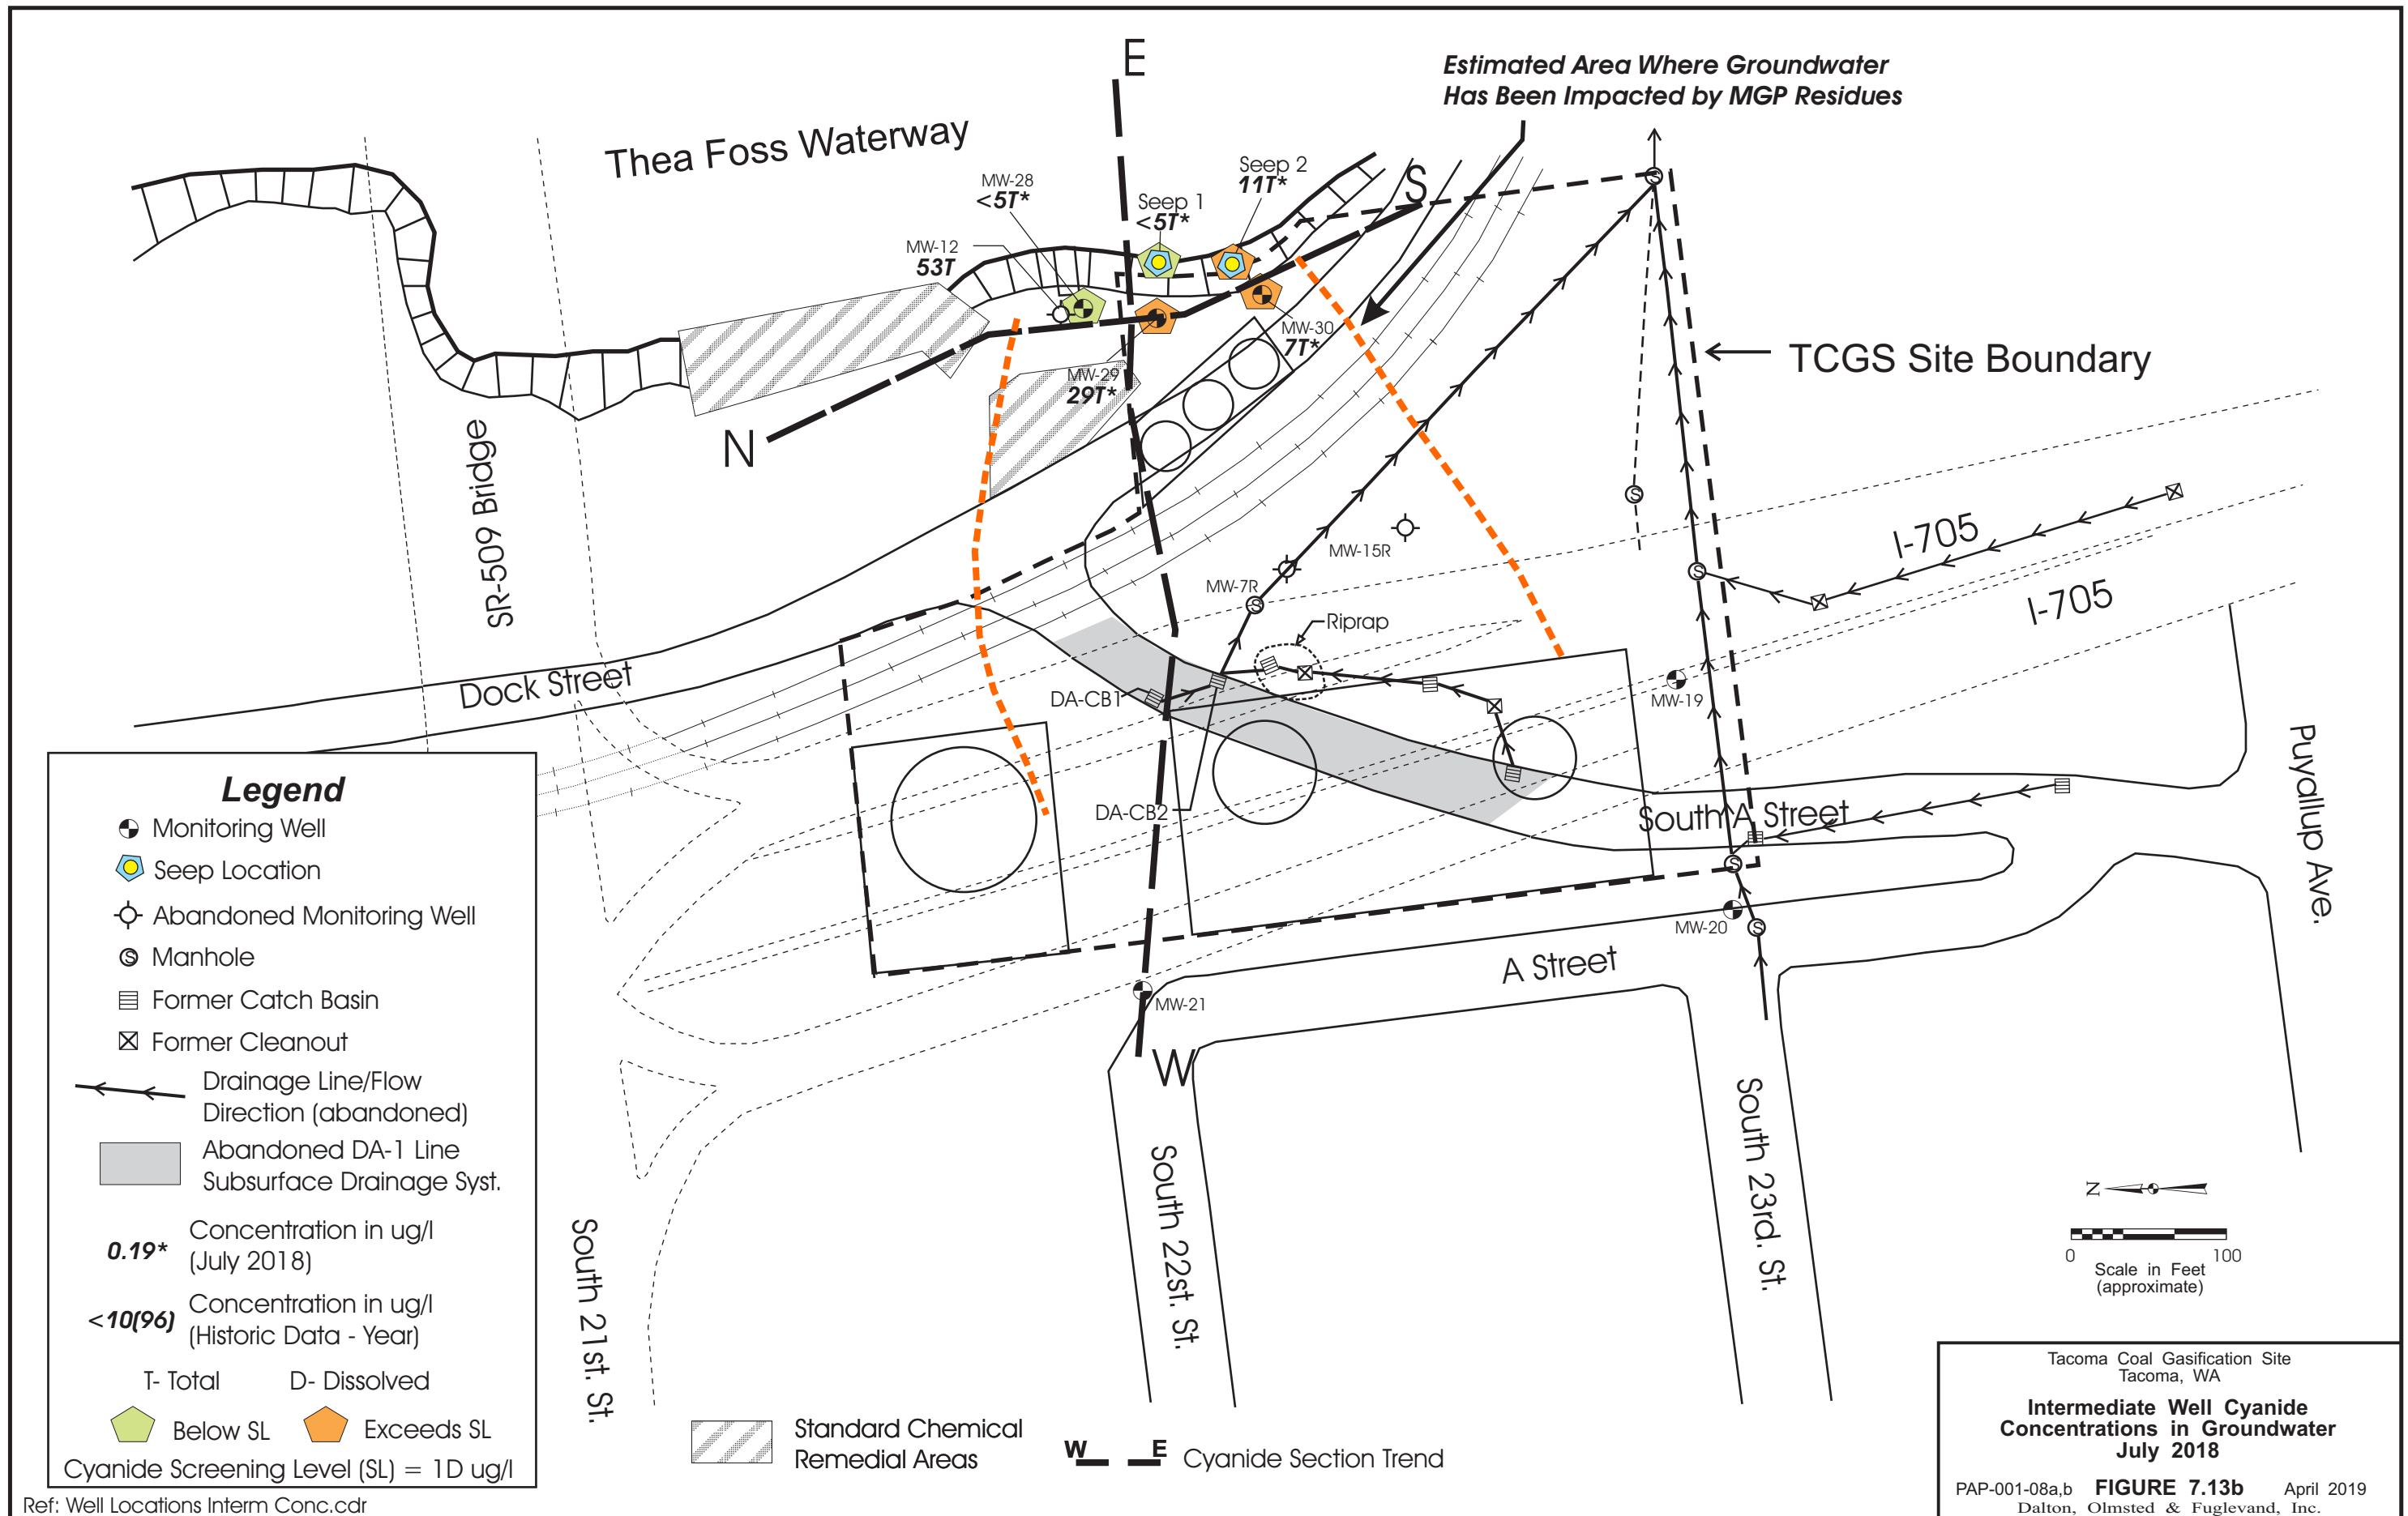 E
Estimated Area Where Groundwater
Has Been Impacted by MGP Residues
Thea Foss Waterway
MW-28
<5T*
Seep 1
<5T*
Seep 2
11T*
S
MW-12
53T
MW-30
7T*
MW-29
29T*
N
TCGS Site Boundary
SR-509 Bridge
I-705
I-705
MW-15R
MW-7R
Riprap
Dock Street
DA-CB1
MW-19
DA-CB2
South A Street
Puyallup Ave.
MW-20
A Street
MW-21
W
South 21st. St.
South 22st. St.
South 23rd. St.
Legend
Monitoring Well
Seep Location
Abandoned Monitoring Well
S Manhole
Former Catch Basin
Former Cleanout
Drainage Line/Flow
Direction (abandoned)
Abandoned DA-1 Line
Subsurface Drainage Syst.
0.19* Concentration in ug/l
(July 2018)
<10(96) Concentration in ug/l
(Historic Data - Year)
T- Total D- Dissolved
Below SL Exceeds SL
Cyanide Screening Level (SL) = 1D ug/l
Ref: Well Locations Interm Conc.cdr
Standard Chemical
Remedial Areas
W E Cyanide Section Trend
N
0 100
Scale in Feet
(approximate)
Tacoma Coal Gasification Site
Tacoma, WA
Intermediate Well Cyanide
Concentrations in Groundwater
July 2018
PAP-001-08a,b FIGURE 7.13b April 2019
Dalton, Olmsted & Fuglevand, Inc.